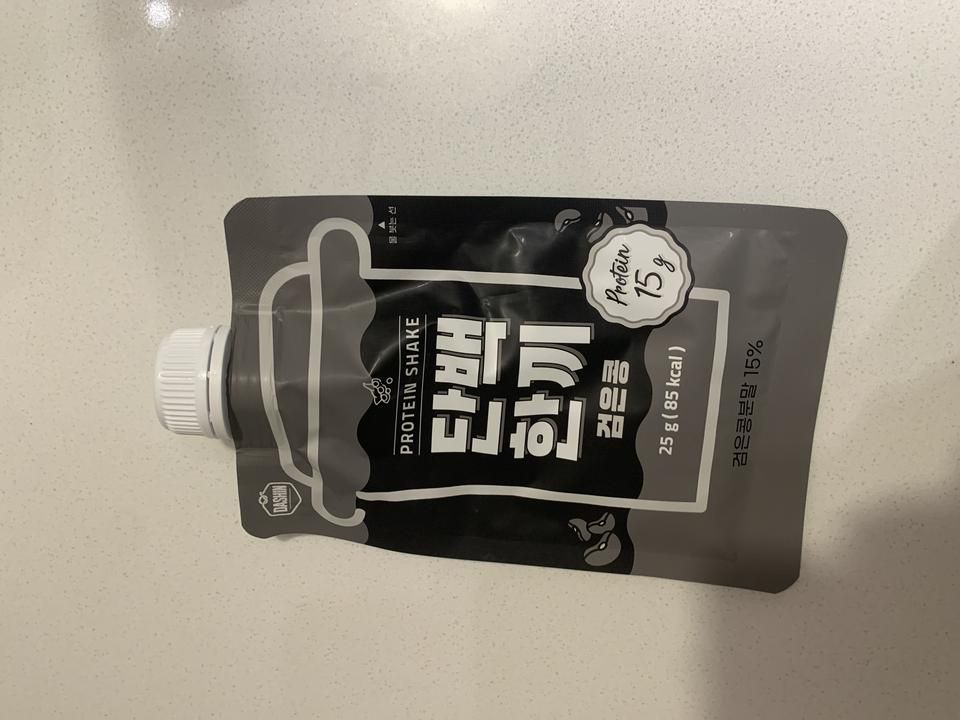 DASHIN
물 붓는 선
PROTEIN SHAKE
단백
한끼
검은콩
Protein
15g
25 g ( 85 kcal )
검은콩분말 15%